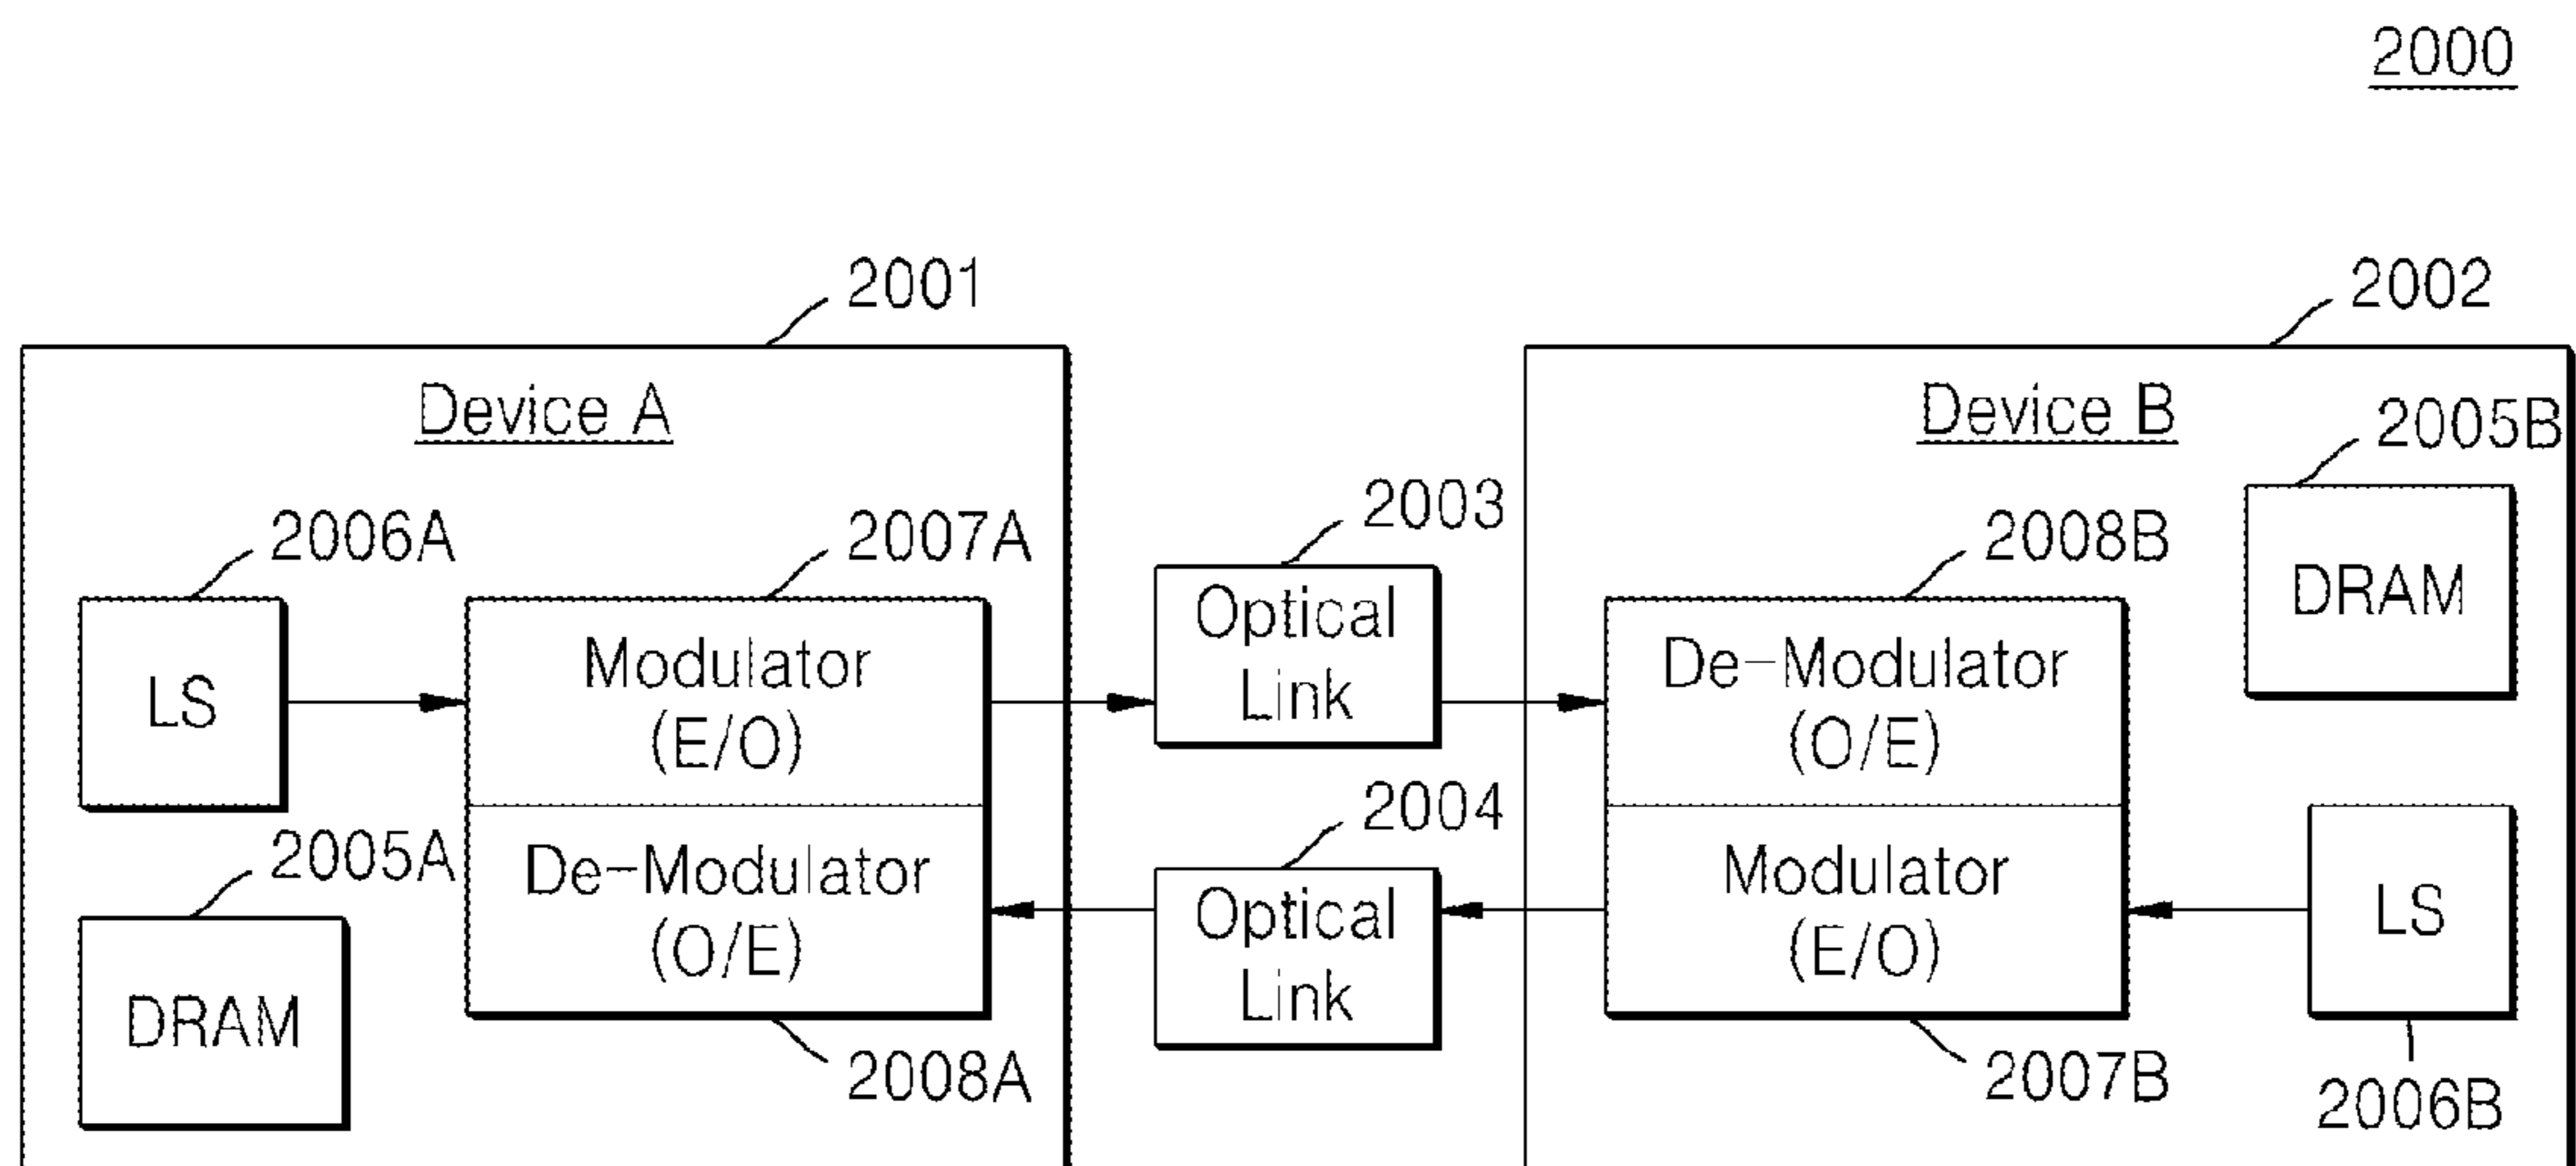 2000
2001
2002
Device A
Device B
2005B
2003
2006A
2007A
2008B
Optical
Link
DRAM
LS
Modulator
(E/O)
De-Modulator
(O/E)
2004
2005A
De-Modulator
(O/E)
Optical
Link
Modulator
(E/O)
LS
DRAM
2008A
2007B
2006B